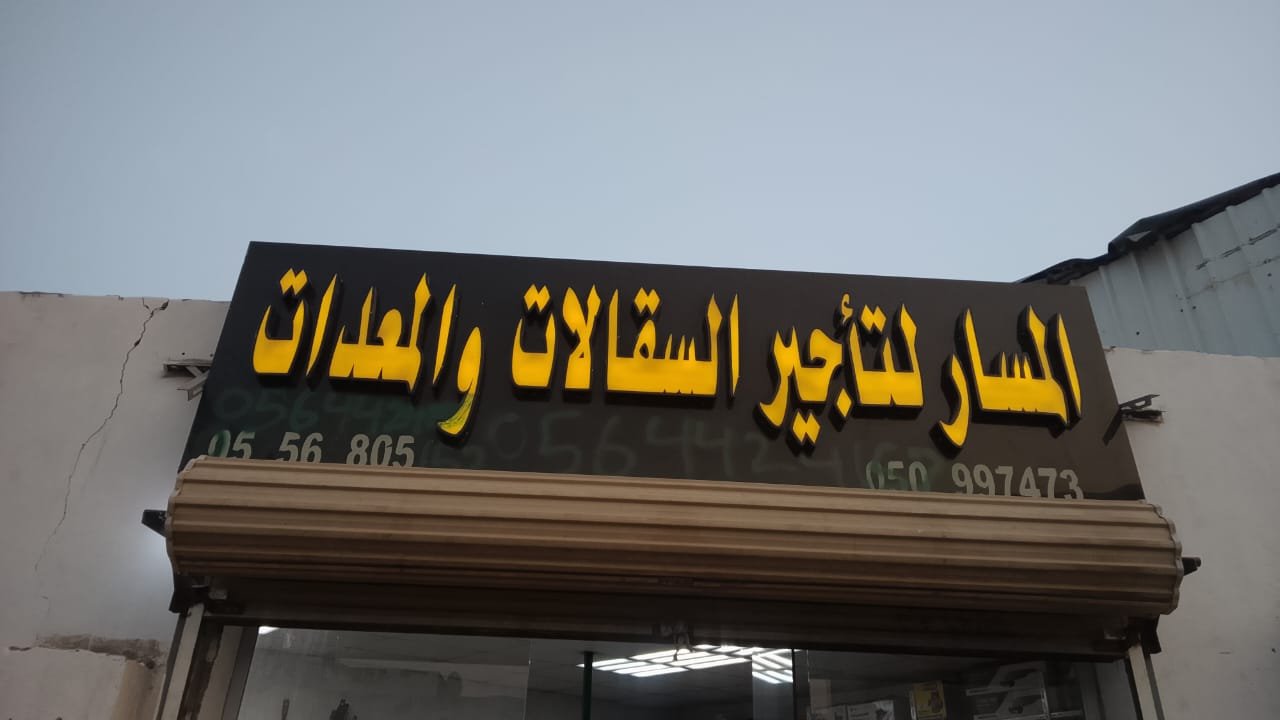 المسار لتأجير السقالات والمعدات
05 56 805
050 997473